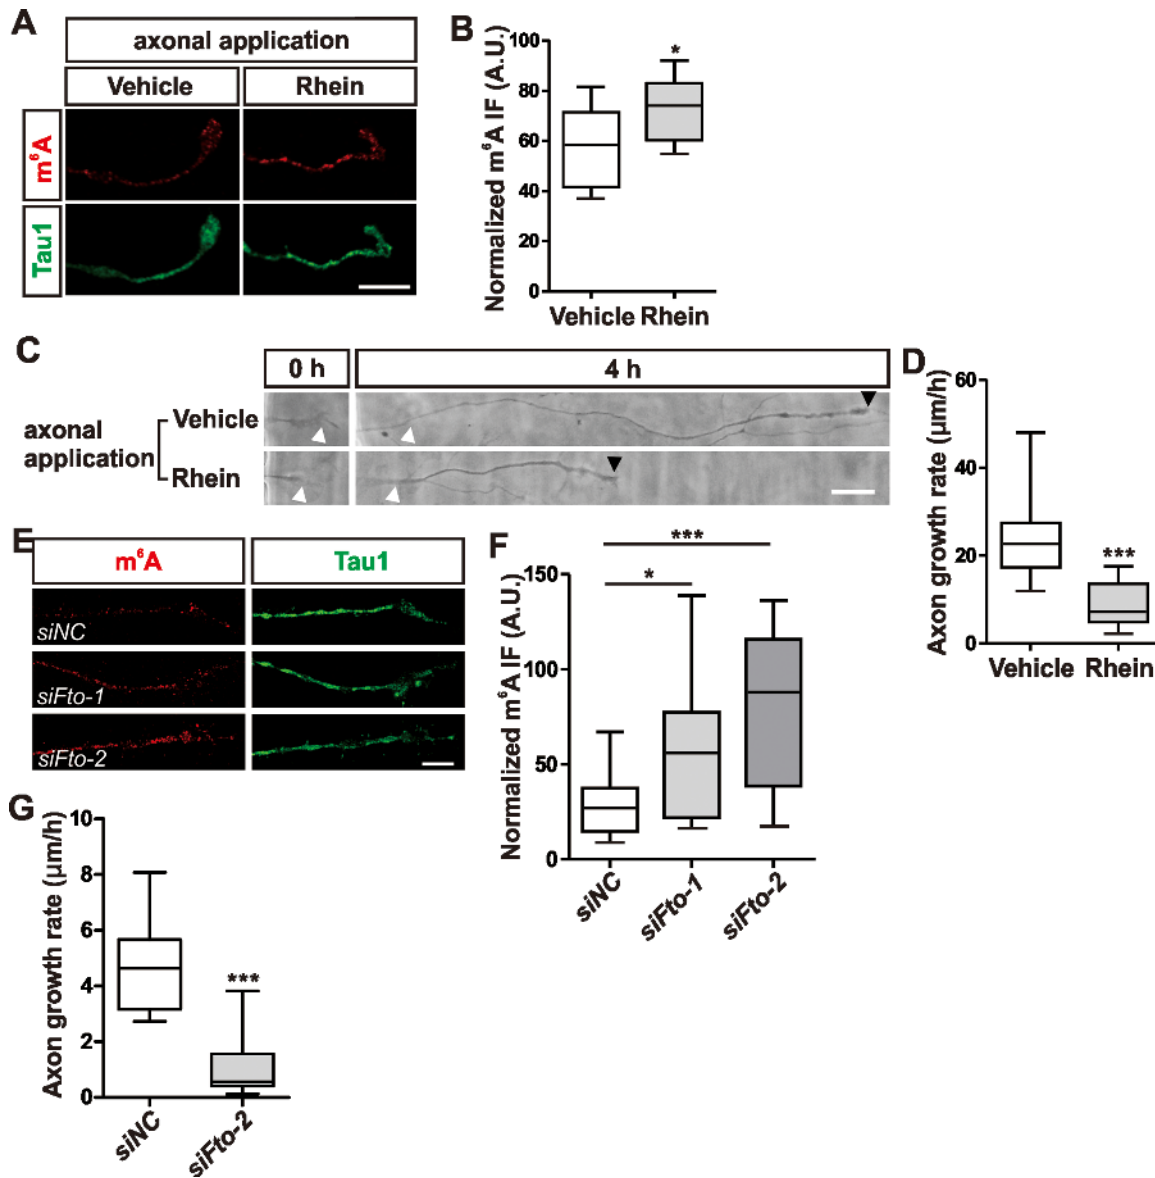 A
axonal application
Vehicle
Rhein
m⁶A
Tau1
B
Normalized m⁶A IF (A.U.)
100
80
60
40
20
0
*
Vehicle Rhein
C
0 h
4 h
axonal
application
Vehicle
Rhein
D
Axon growth rate (µm/h)
60
40
20
0
***
Vehicle Rhein
E
m⁶A
Tau1
siNC
siFto-1
siFto-2
F
Normalized m⁶A IF (A.U.)
150
100
50
0
***
*
siNC
siFto-1
siFto-2
G
Axon growth rate (µm/h)
10
8
6
4
2
0
***
siNC
siFto-2